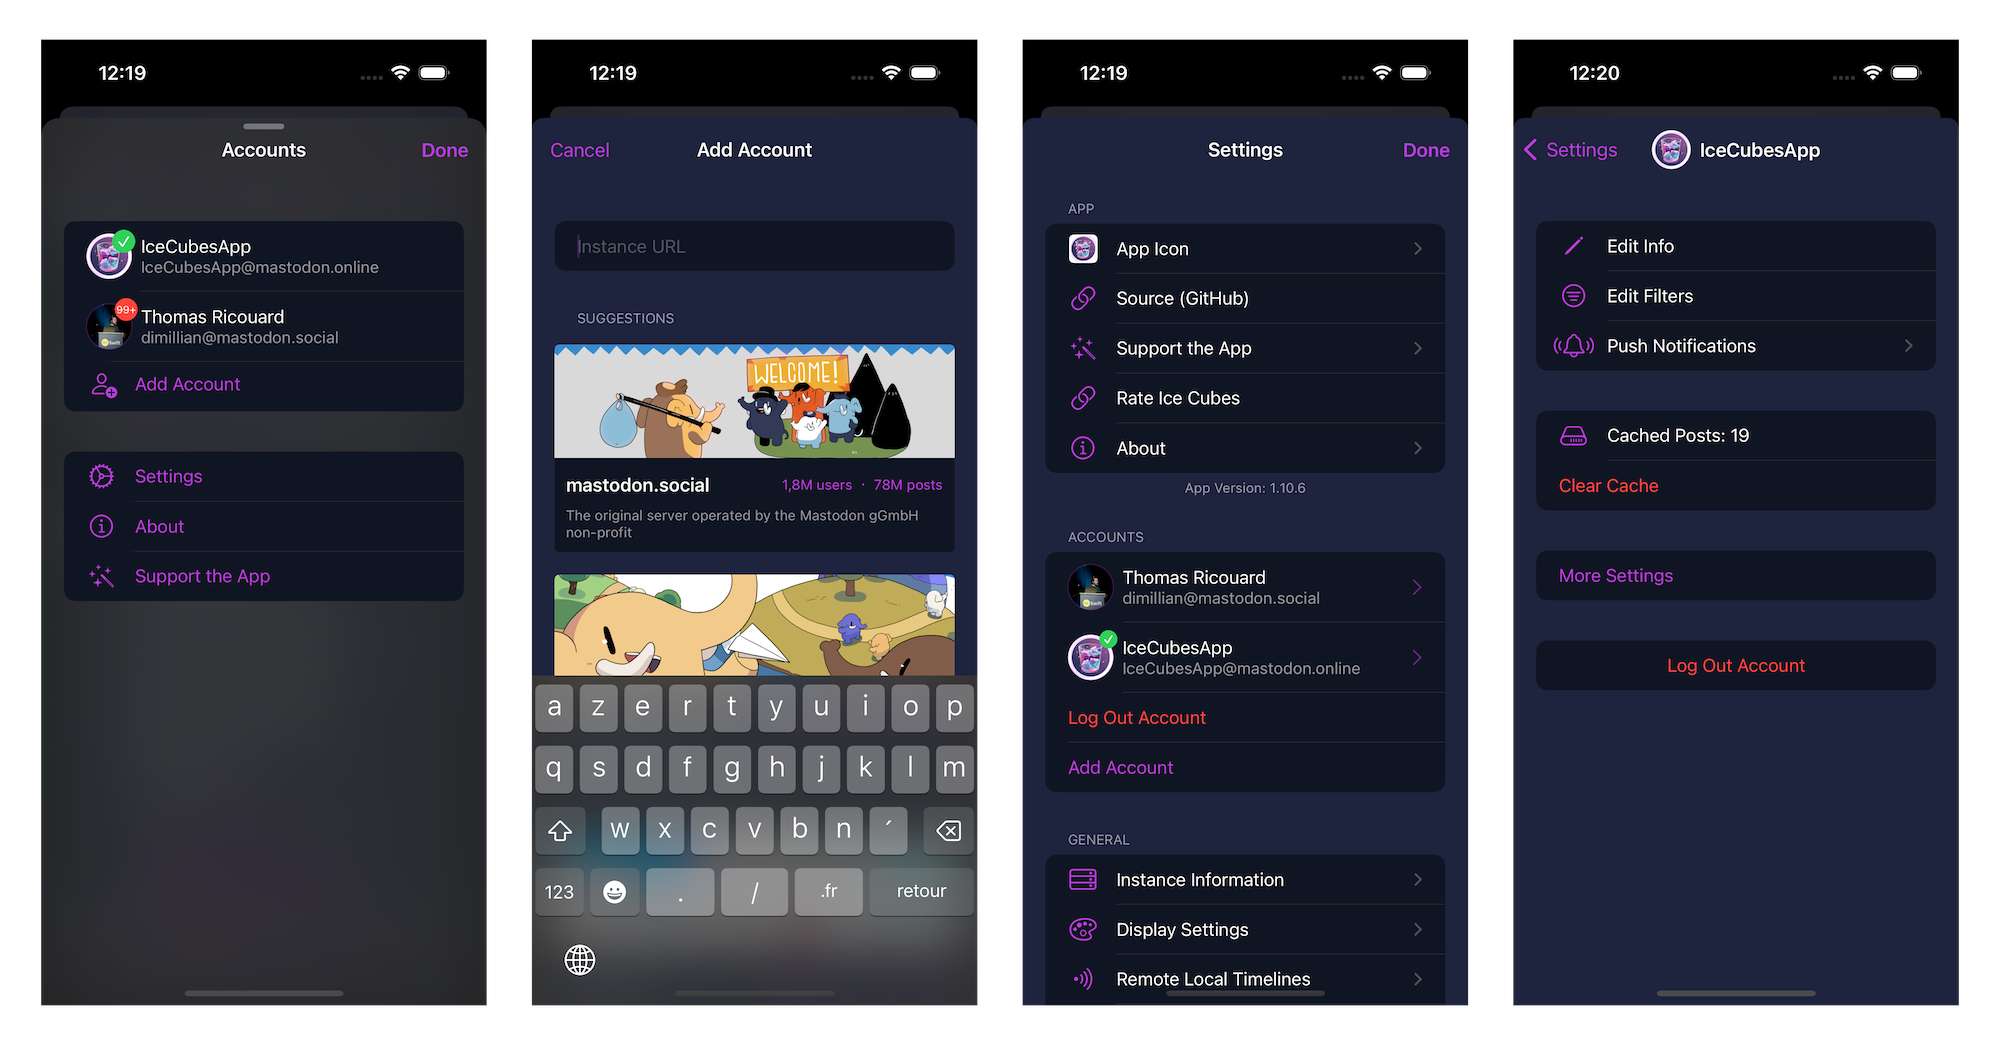 12:19
Accounts
Done
IceCubesApp
IceCubesApp@mastodon.online
99+
Thomas Ricouard
dimillian@mastodon.social
Swift
Add Account
Settings
About
Support the App
12:19
Cancel
Add Account
Instance URL
SUGGESTIONS
WELCOME!
mastodon.social
1,8M users · 78M posts
The original server operated by the Mastodon gGmbH
non-profit
a z e r t y u i o p
q s d f g h j k l m
w x c v b n ´
123 . / .fr retour
12:19
Settings
Done
APP
App Icon
Source (GitHub)
Support the App
Rate Ice Cubes
About
App Version: 1.10.6
ACCOUNTS
Thomas Ricouard
dimillian@mastodon.social
Swift
IceCubesApp
IceCubesApp@mastodon.online
Log Out Account
Add Account
GENERAL
Instance Information
Display Settings
Remote Local Timelines
12:20
Settings
IceCubesApp
Edit Info
Edit Filters
Push Notifications
Cached Posts: 19
Clear Cache
More Settings
Log Out Account